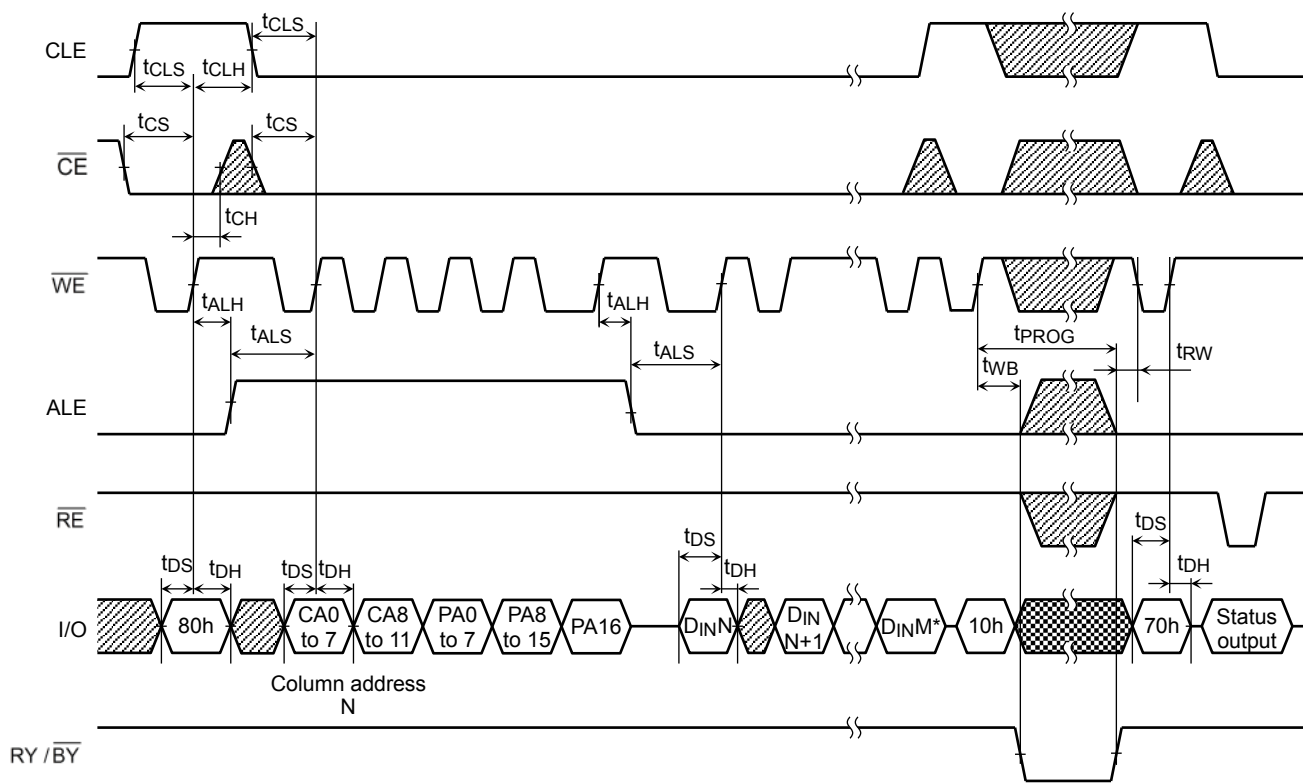 tCLS
CLE
tCLS tCLH
tCS tCS
CE
tCH
WE
tALH tALH
tALS tALS
tPROG
tWB tRW
ALE
RE
tDS tDH tDS tDH tDS tDH tDS tDH
I/O
80h
CA0 to 7
CA8 to 11
PA0 to 7
PA8 to 15
PA16
DINN
DIN N+1
DINM*
10h
70h
Status output
Column address
N
RY / BY